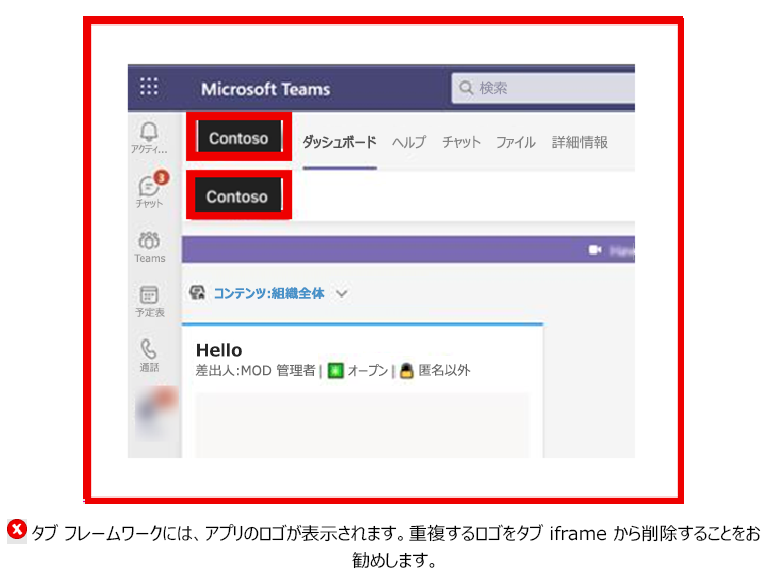 Microsoft Teams
検索
アクティ...
Contoso
ダッシュボード ヘルプ チャット ファイル 詳細情報
3
チャット
Contoso
Teams
コンテンツ:組織全体
予定表
Hello
通話
差出人:MOD 管理者| オープン| 匿名以外
タブ フレームワークには、アプリのロゴが表示されます。重複するロゴをタブ iframe から削除することをお
勧めします。